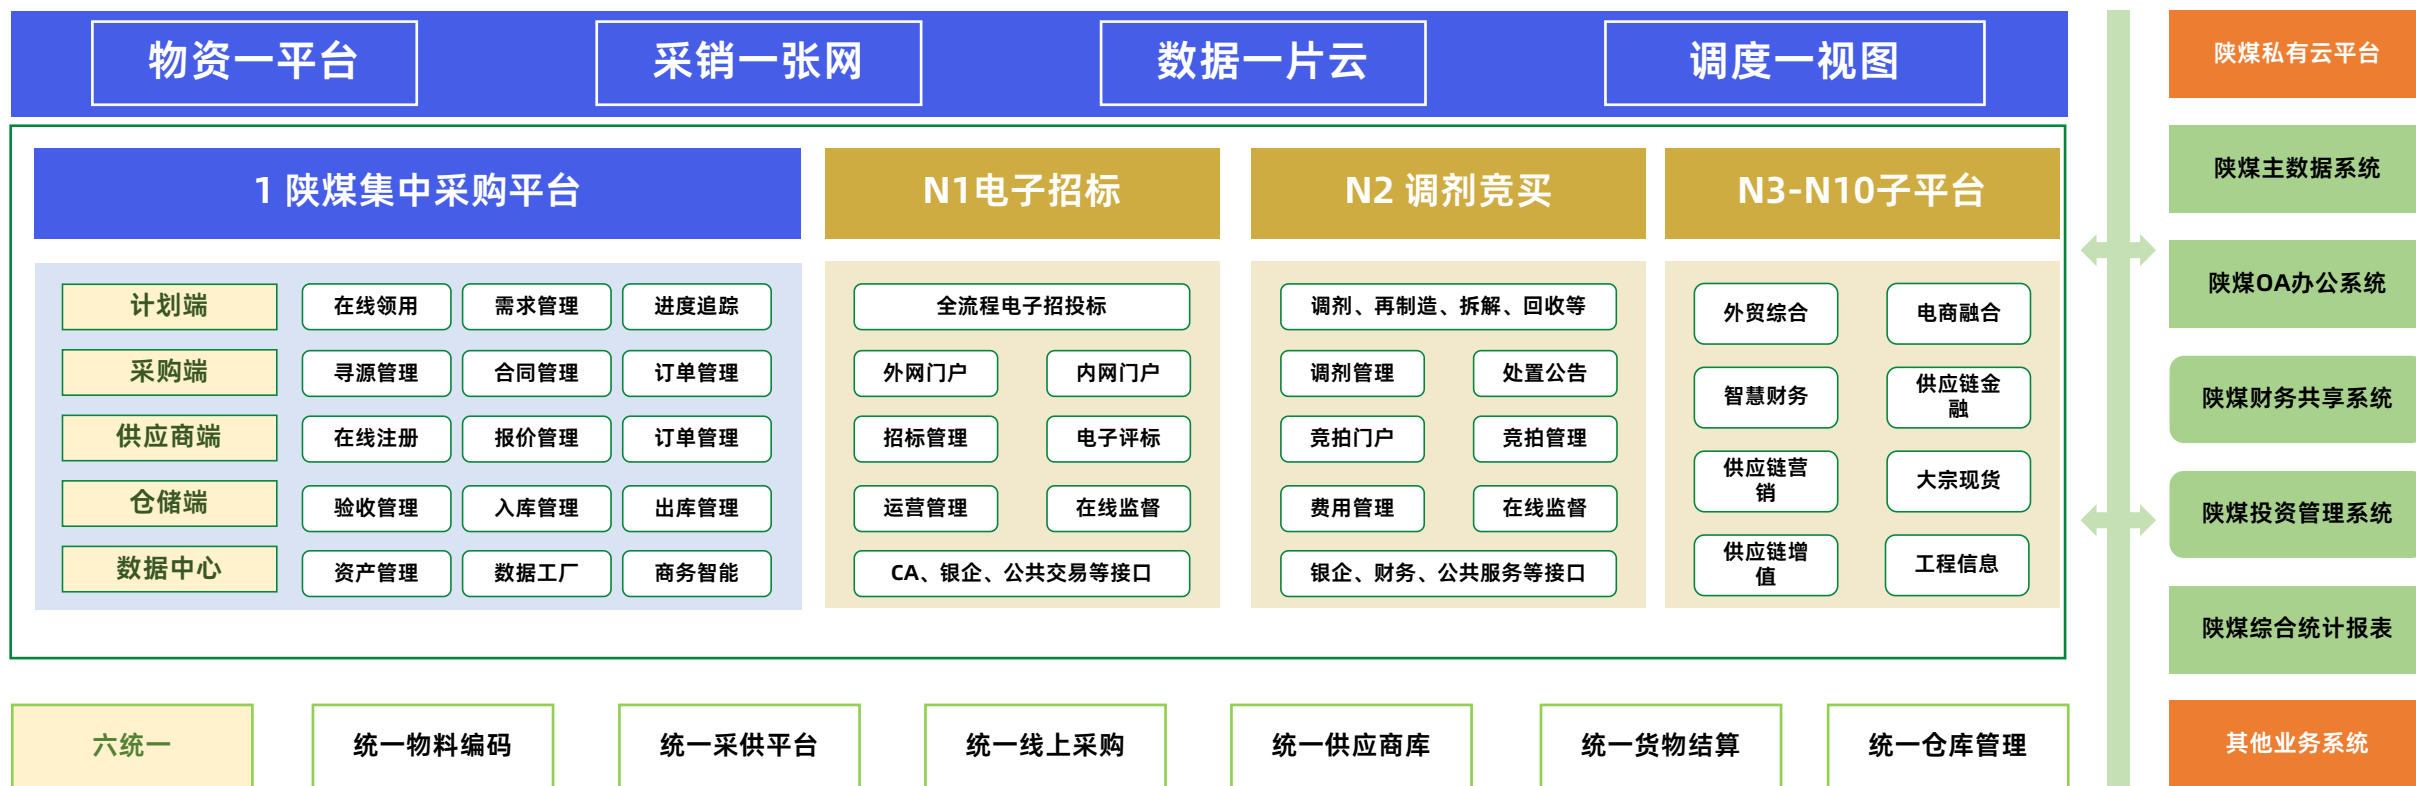 物资一平台
采销一张网
数据一片云
调度一视图
1 陕煤集中采购平台
计划端
在线领用
需求管理
进度追踪
采购端
寻源管理
合同管理
订单管理
供应商端
在线注册
报价管理
订单管理
仓储端
验收管理
入库管理
出库管理
数据中心
资产管理
数据工厂
商务智能
N1电子招标
全流程电子招投标
外网门户
内网门户
招标管理
电子评标
运营管理
在线监督
CA、银企、公共交易等接口
N2 调剂竞买
调剂、再制造、拆解、回收等
调剂管理
处置公告
竞拍门户
竞拍管理
费用管理
在线监督
银企、财务、公共服务等接口
N3-N10子平台
外贸综合
电商融合
智慧财务
供应链金
融
供应链营
销
大宗现货
供应链增
值
工程信息
六统一
统一物料编码
统一采供平台
统一线上采购
统一供应商库
统一货物结算
统一仓库管理
陕煤私有云平台
陕煤主数据系统
陕煤OA办公系统
陕煤财务共享系统
陕煤投资管理系统
陕煤综合统计报表
其他业务系统